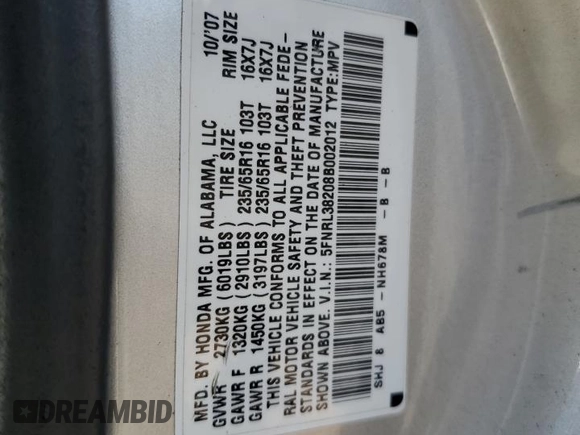 MFD. BY HONDA MFG. OF ALABAMA, LLC 10/'07
GVWR 2730KG (6019LBS) TIRE SIZE RIM SIZE
GAWR F 1320KG (2910LBS) 235/65R16 103T 16X7J
GAWR R 1450KG (3197LBS) 235/65R16 103T 16X7J
THIS VEHICLE CONFORMS TO ALL APPLICABLE FEDE-
RAL MOTOR VEHICLE SAFETY AND THEFT PREVENTION
STANDARDS IN EFFECT ON THE DATE OF MANUFACTURE
SHOWN ABOVE. V.I.N.: 5FNRL38208B002012 TYPE:MPV
SHJ 8 AB5 - NH678M - B - B
DREAMBID